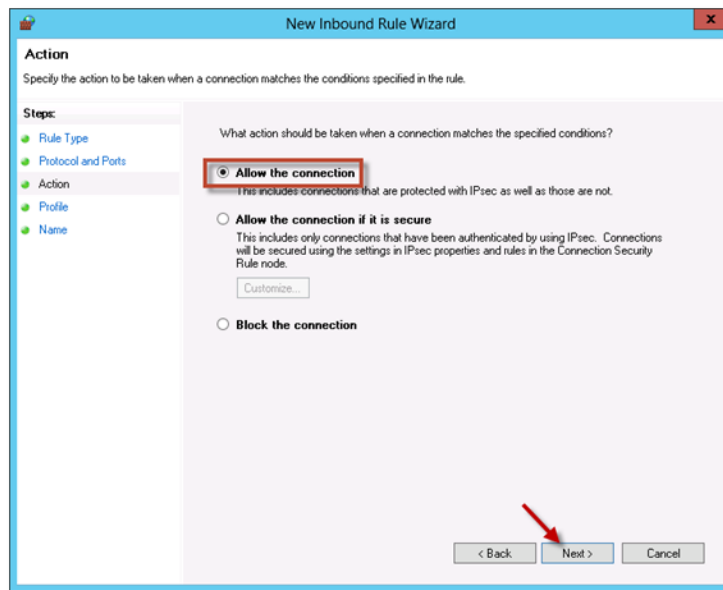 New Inbound Rule Wizard
x
Action
Specify the action to be taken when a connection matches the conditions specified in the rule.
Steps:
Rule Type
Protocol and Ports
Action
Profile
Name
What action should be taken when a connection matches the specified conditions?
Allow the connection
This includes connections that are protected with IPsec as well as those are not.
Allow the connection if it is secure
This includes only connections that have been authenticated by using IPsec. Connections
will be secured using the settings in IPsec properties and rules in the Connection Security
Rule node.
Customize...
Block the connection
< Back
Next >
Cancel